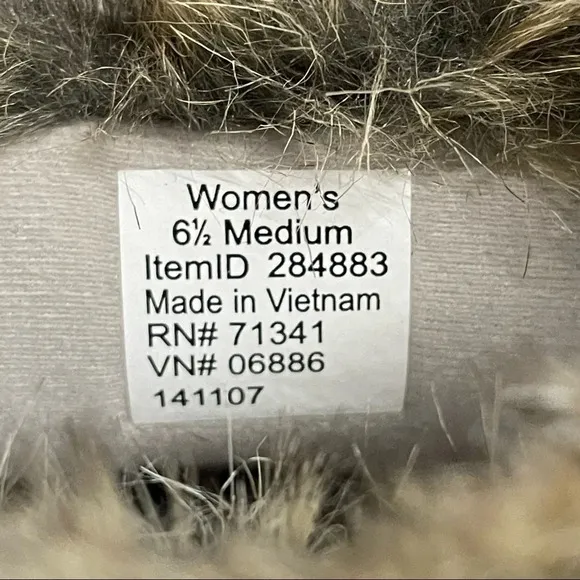 Women's
6½ Medium
ItemID 284883
Made in Vietnam
RN# 71341
VN# 06886
141107